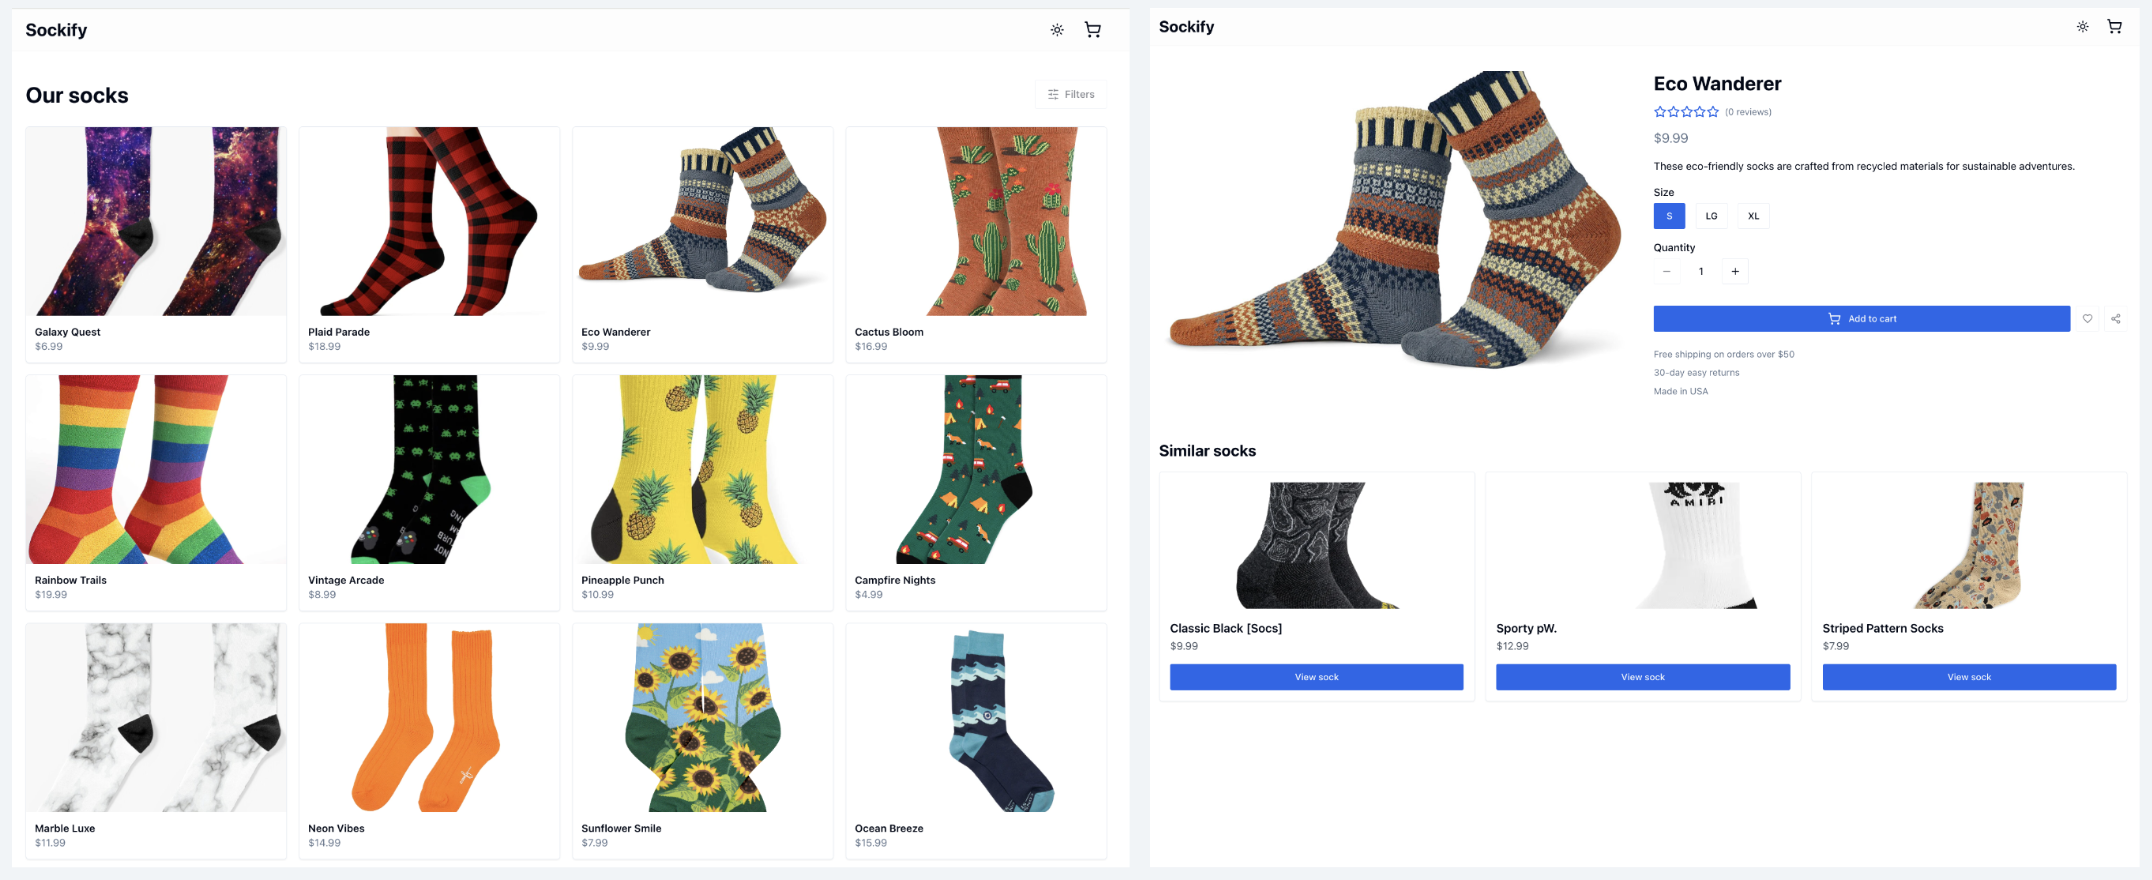 Sockify
Our socks
Filters
Galaxy Quest
$6.99
Plaid Parade
$18.99
Eco Wanderer
$9.99
Cactus Bloom
$16.99
Rainbow Trails
$19.99
Vintage Arcade
$8.99
Pineapple Punch
$10.99
Campfire Nights
$4.99
Marble Luxe
$11.99
Neon Vibes
$14.99
Sunflower Smile
$7.99
Ocean Breeze
$15.99
Sockify
Eco Wanderer
(0 reviews)
$9.99
These eco-friendly socks are crafted from recycled materials for sustainable adventures.
Size
S LG XL
Quantity
1
Add to cart
Free shipping on orders over $50
30-day easy returns
Made in USA
Similar socks
AMIRI
Classic Black [Socs]
$9.99
View sock
Sporty pW.
$12.99
View sock
Striped Pattern Socks
$7.99
View sock